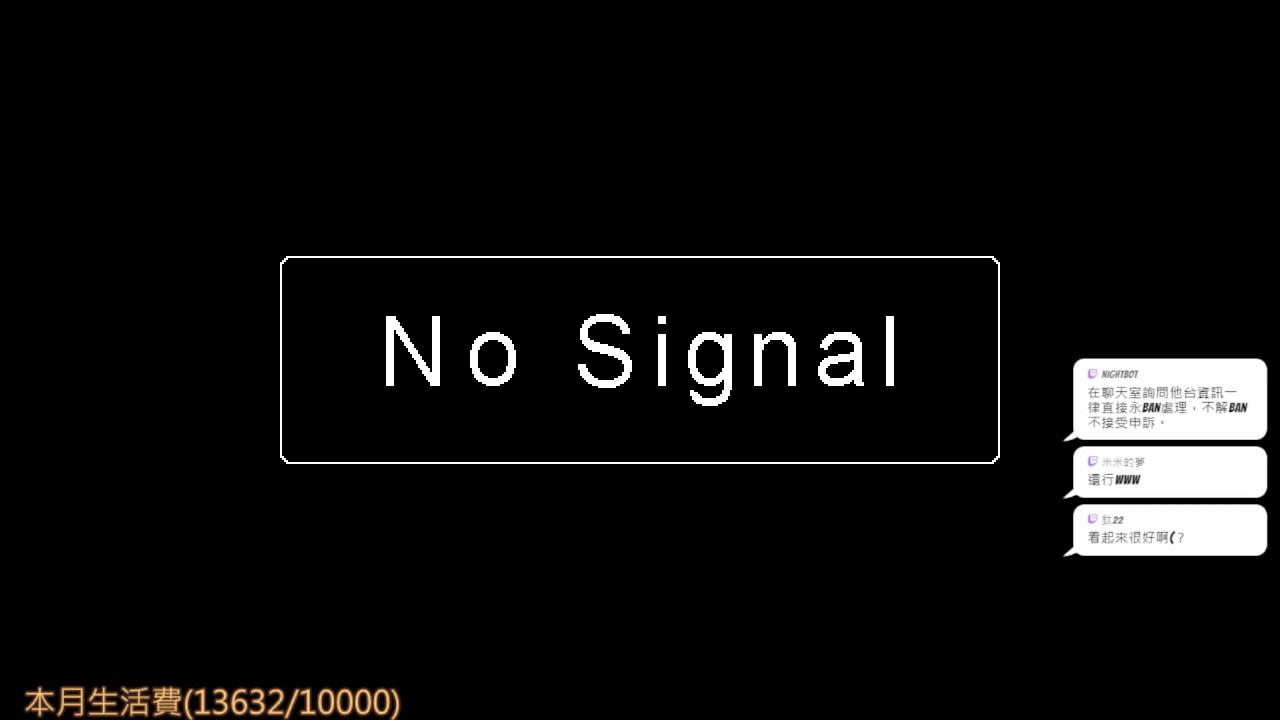 No Signal
NIGHTBOT
在聊天室詢問他台資訊一
律直接永BAN處理，不解BAN
不接受申訴。
米米的夢
還行WWW
鈦22
看起來很好啊(？
本月生活費(13632/10000)